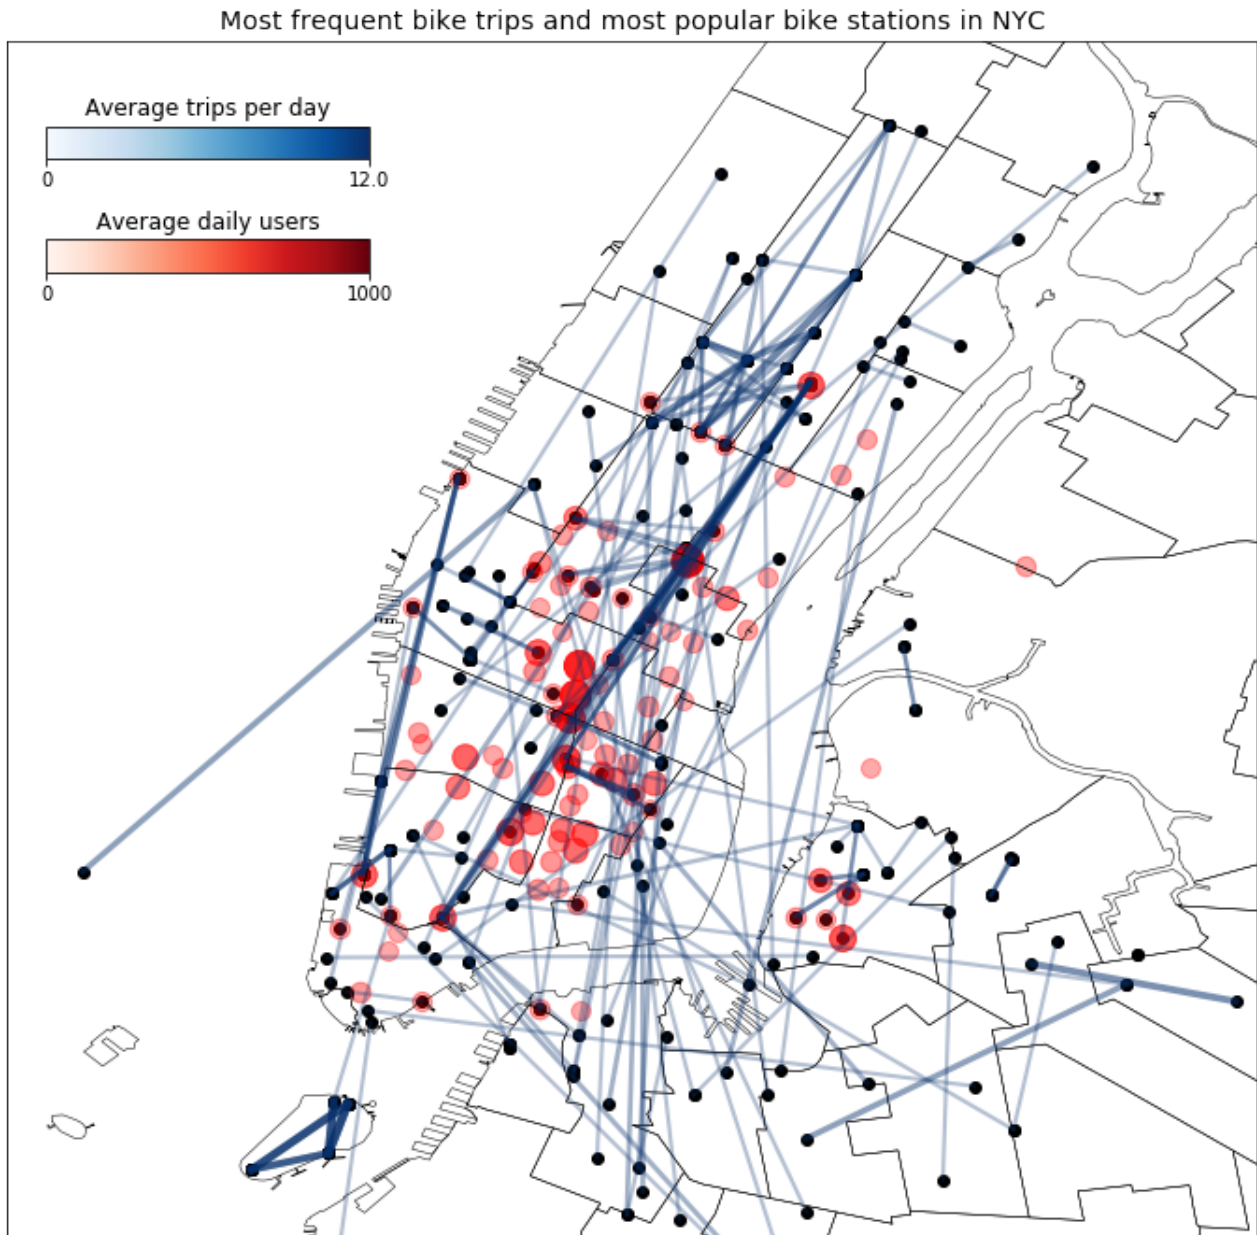 Most frequent bike trips and most popular bike stations in NYC
Average trips per day
0 12.0
Average daily users
0 1000